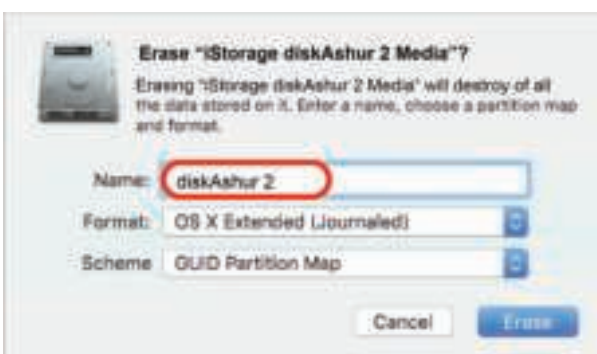 Erase "iStorage diskAshur 2 Media"?
Erasing "iStorage diskAshur 2 Media" will destroy of all
the data stored on it. Enter a name, choose a partition map
and format.
Name: diskAshur 2
Format: OS X Extended (Journaled)
Scheme GUID Partition Map
Cancel Erase